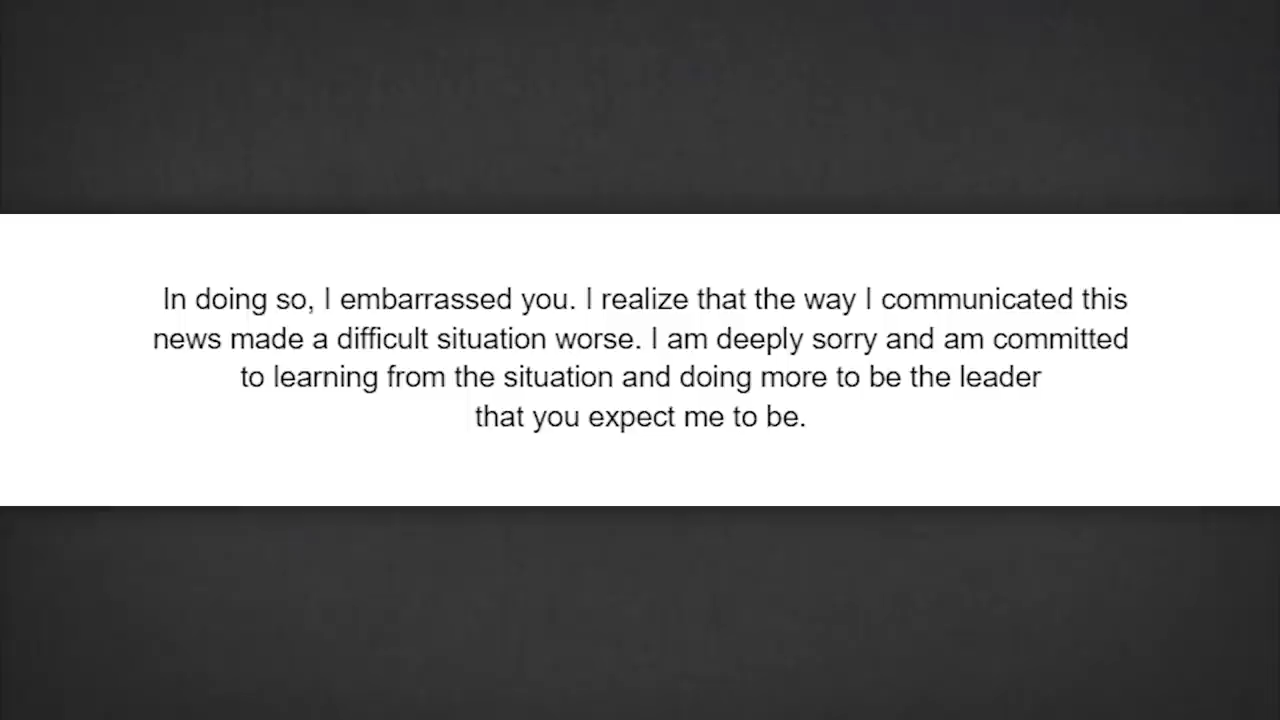 In doing so, I embarrassed you. I realize that the way I communicated this
news made a difficult situation worse. I am deeply sorry and am committed
to learning from the situation and doing more to be the leader
that you expect me to be.